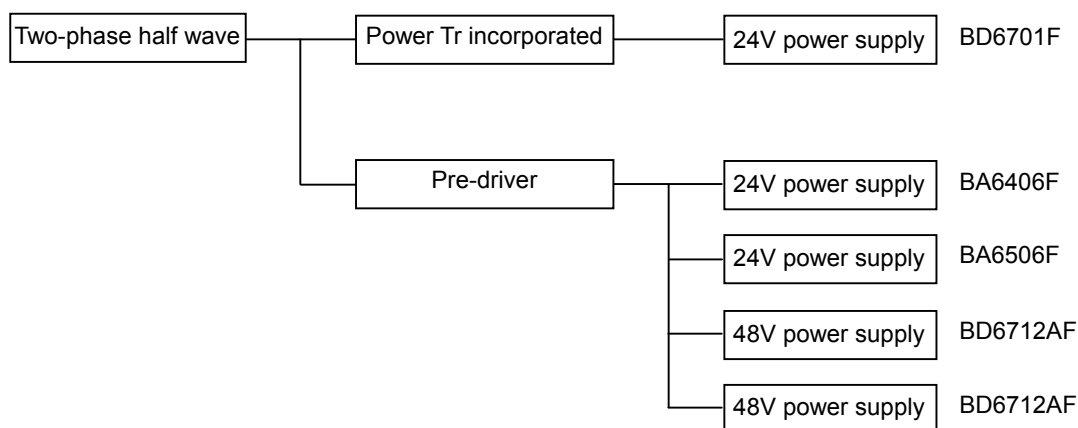 Two-phase half wave
Power Tr incorporated
24V power supply
BD6701F
Pre-driver
24V power supply
BA6406F
24V power supply
BA6506F
48V power supply
BD6712AF
48V power supply
BD6712AF